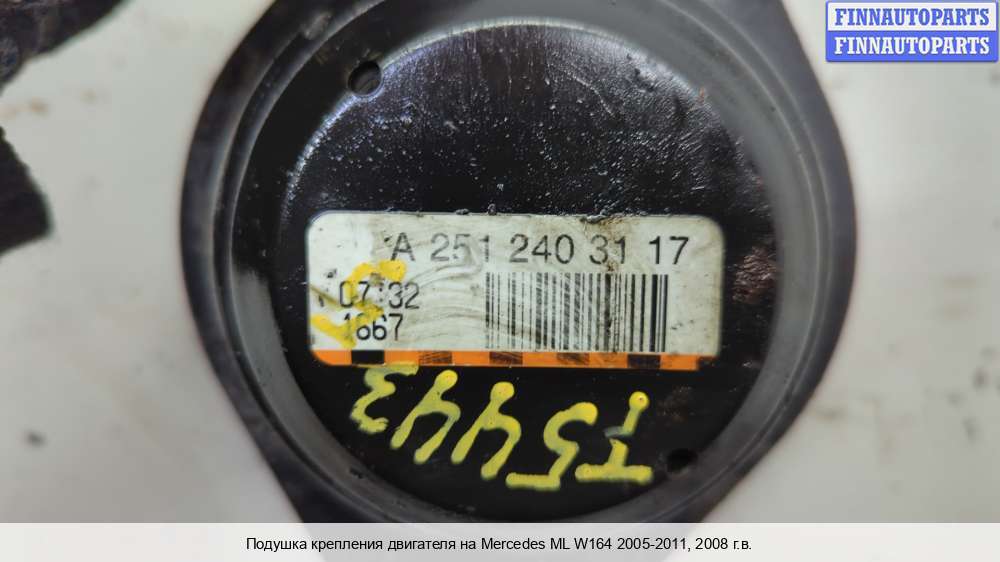 FINNAUTOPARTS
FINNAUTOPARTS
A 251 240 31 17
07:32
1667
T5443
Подушка крепления двигателя на Mercedes ML W164 2005-2011, 2008 г.в.